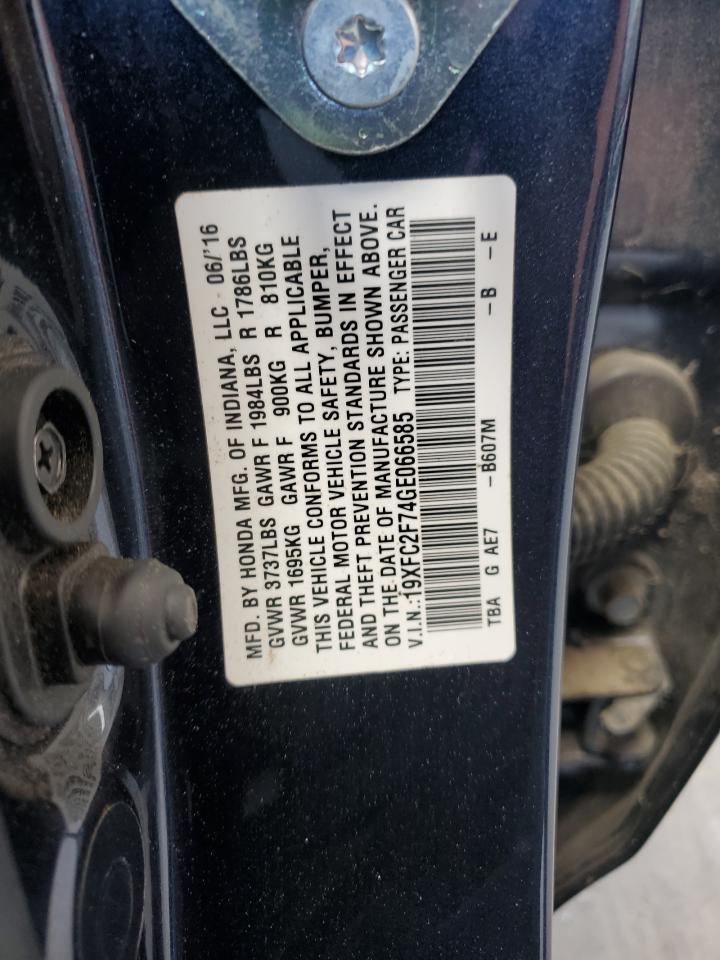 MFD. BY HONDA MFG. OF INDIANA, LLC 06/'16
GVWR 3737LBS GAWR F 1984LBS R 1786LBS
GVWR 1695KG GAWR F 900KG R 810KG
THIS VEHICLE CONFORMS TO ALL APPLICABLE
FEDERAL MOTOR VEHICLE SAFETY, BUMPER,
AND THEFT PREVENTION STANDARDS IN EFFECT
ON THE DATE OF MANUFACTURE SHOWN ABOVE.
V.I.N.:19XFC2F74GE066585 TYPE: PASSENGER CAR
TBA G AE7 -B607M -B -E